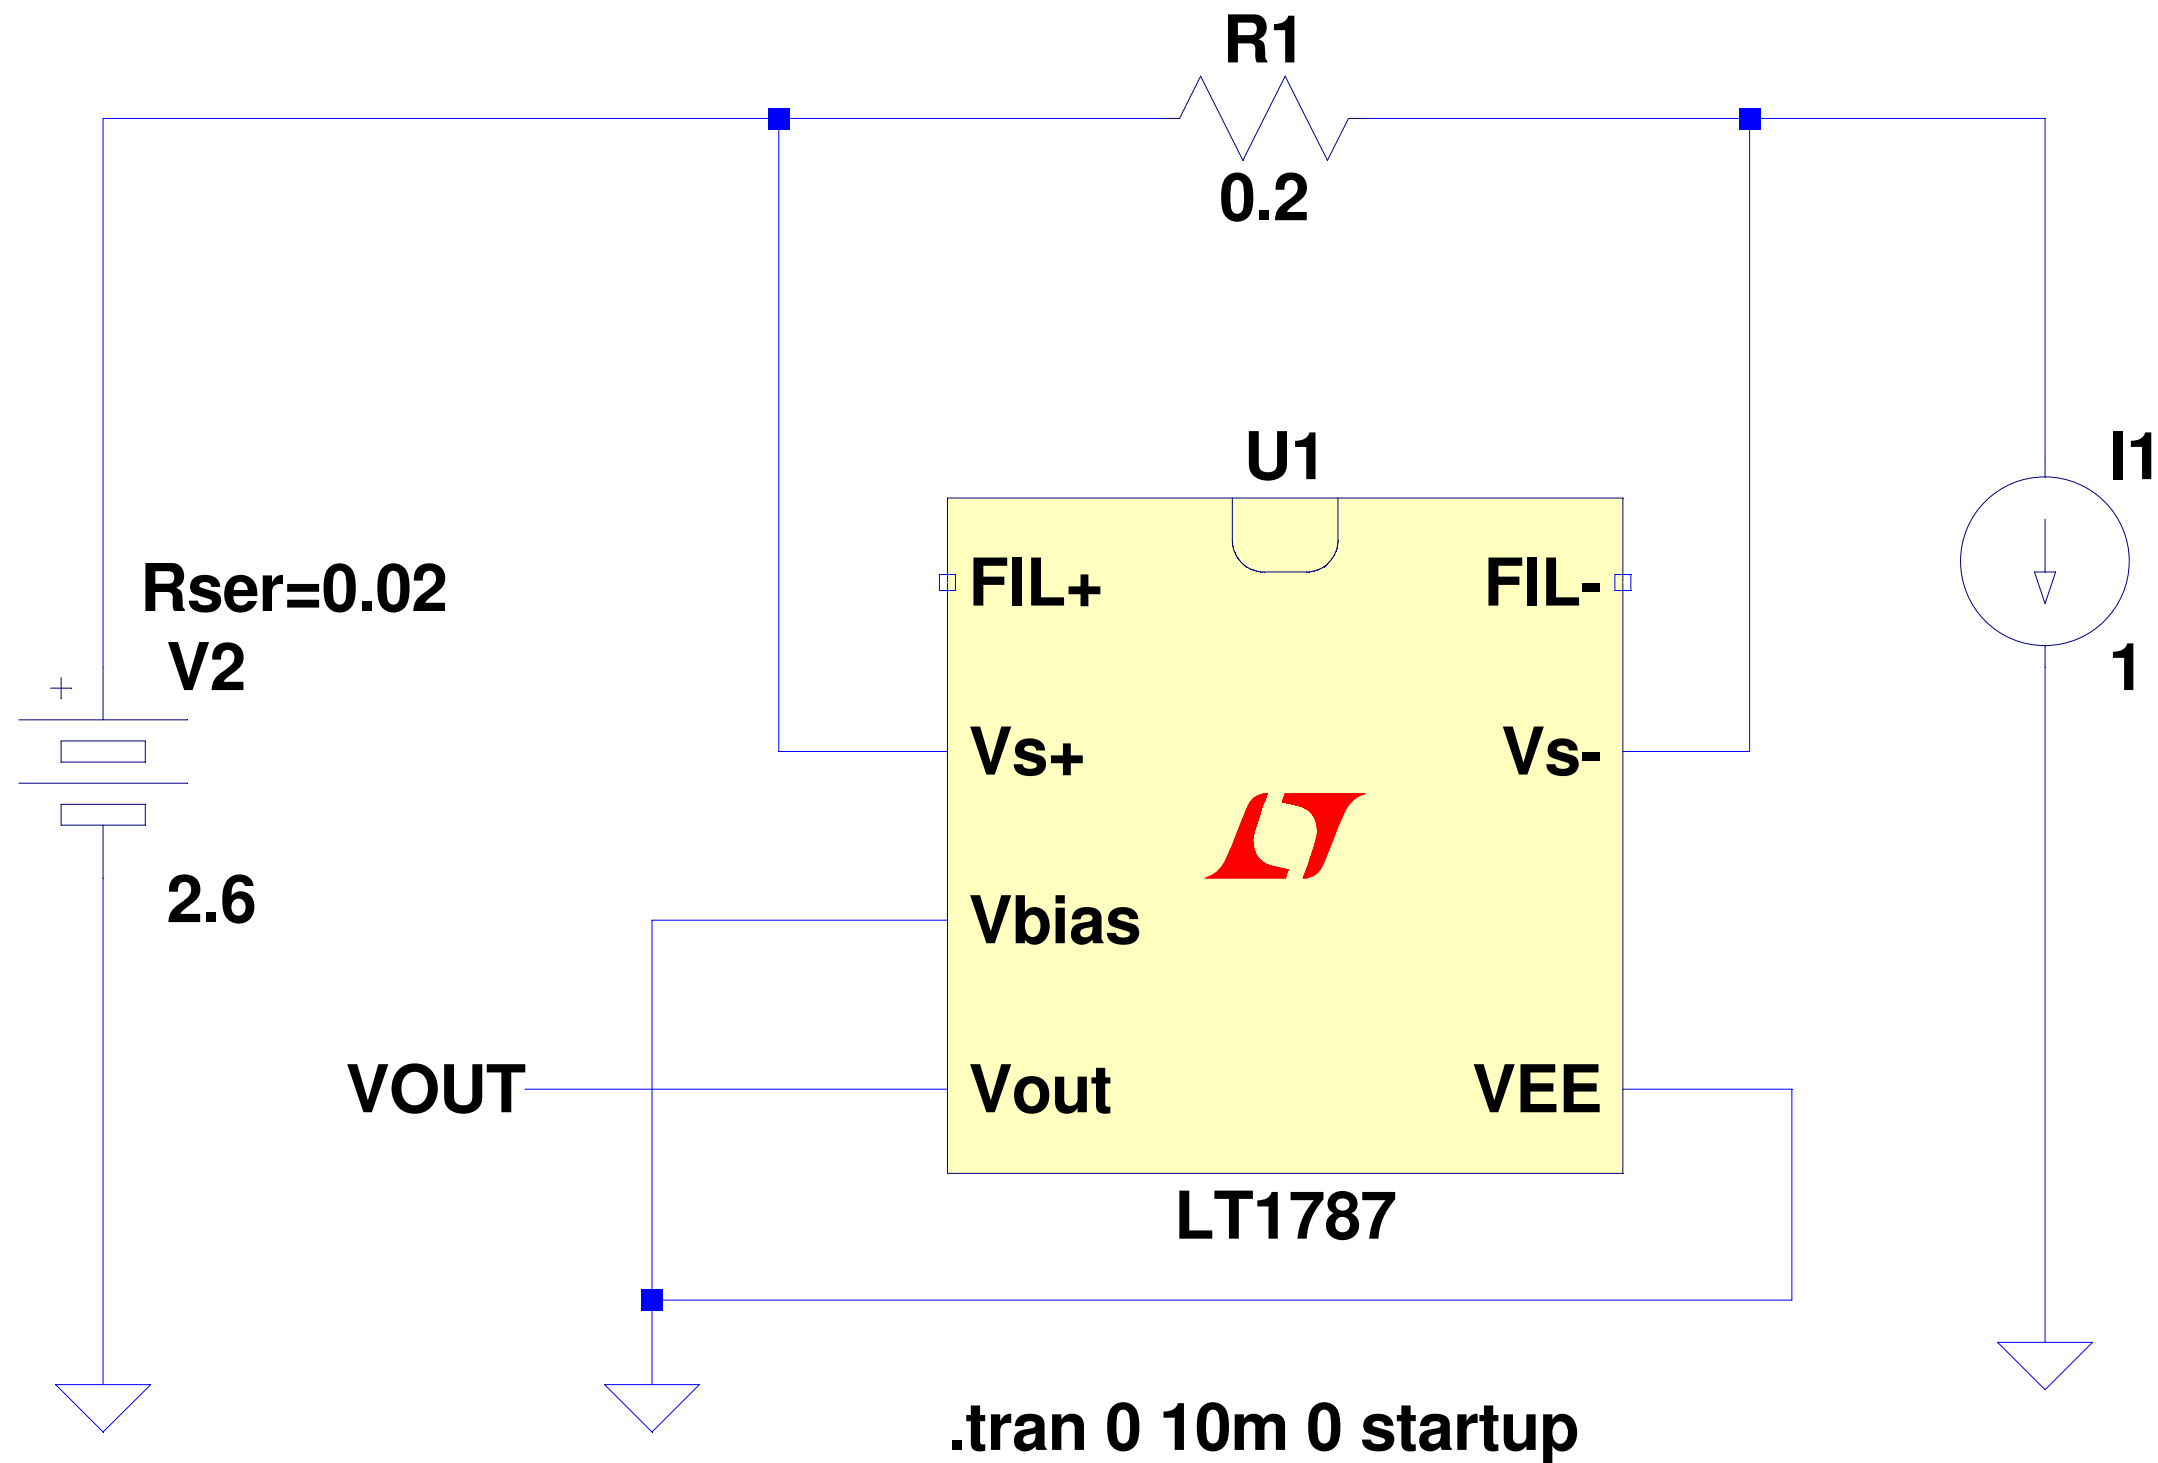 R1
0.2
U1
I1
Rser=0.02
V2
+
FIL+
FIL-
1
Vs+
Vs-
2.6
Vbias
VOUT
Vout
VEE
LT1787
.tran 0 10m 0 startup